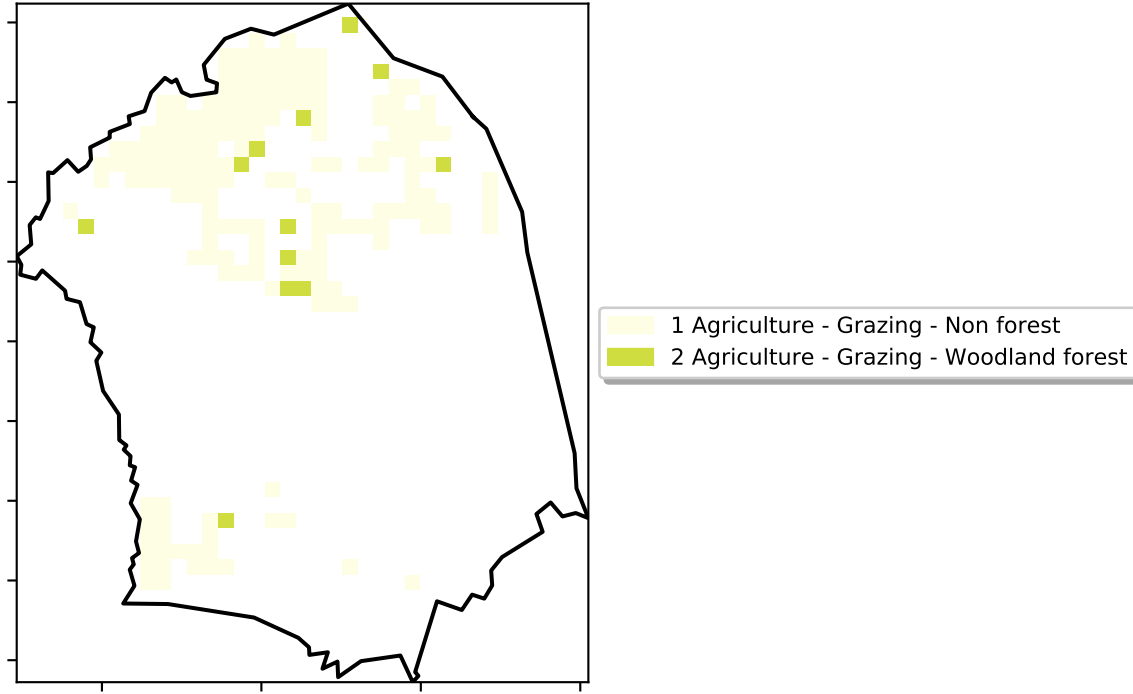 1 Agriculture - Grazing - Non forest
2 Agriculture - Grazing - Woodland forest